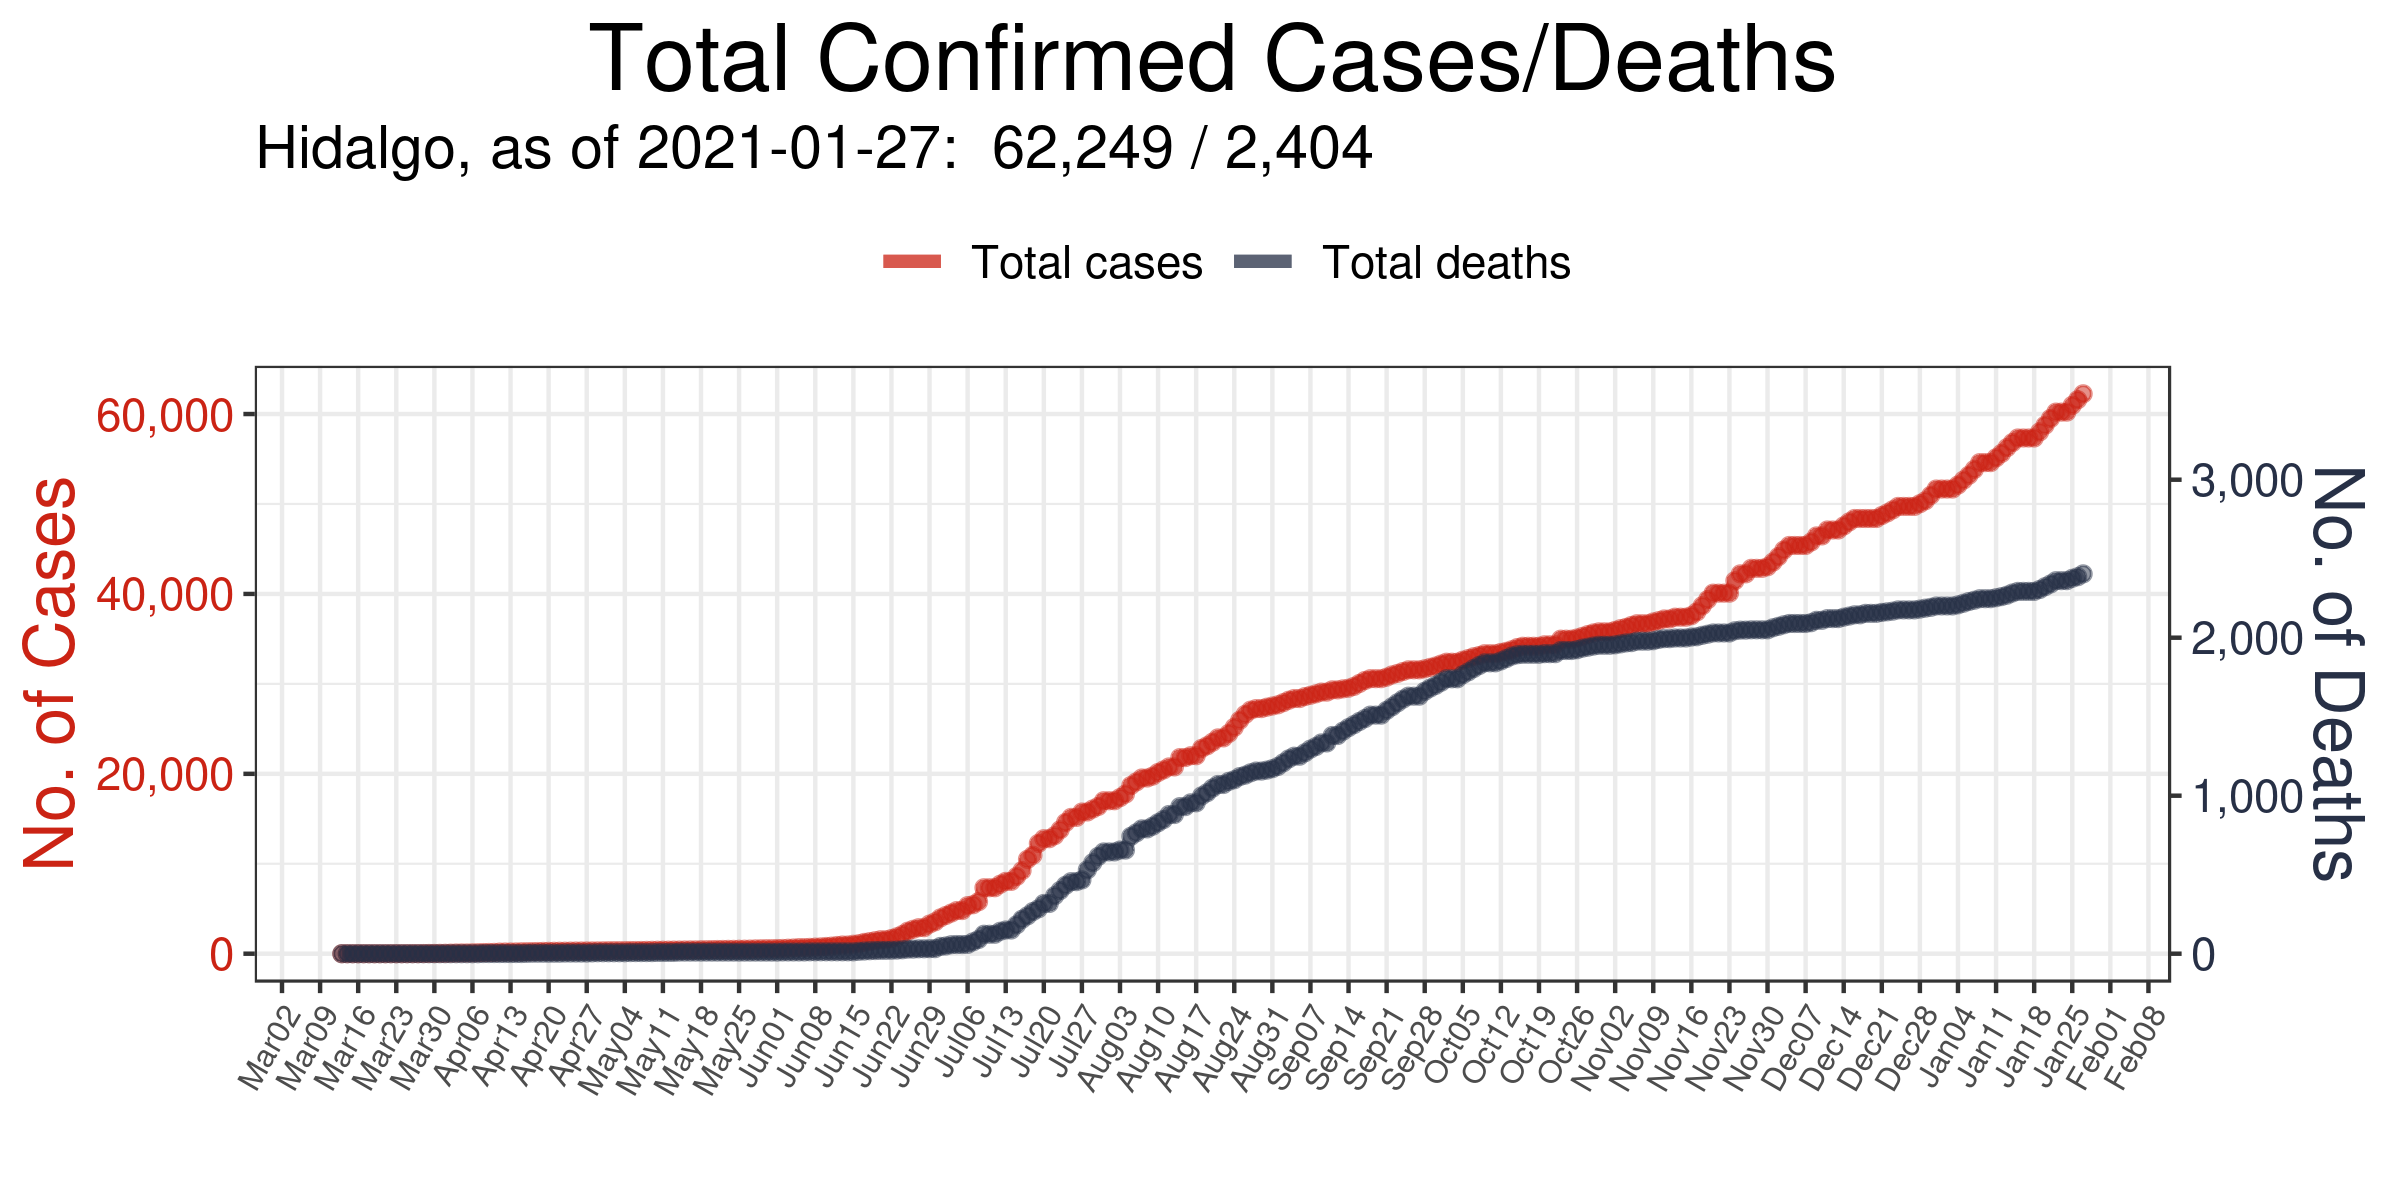 Total Confirmed Cases/Deaths
Hidalgo, as of 2021-01-27:  62,249 / 2,404
Total cases
Total deaths
No. of Cases
60,000
40,000
20,000
0
3,000
2,000
1,000
0
No. of Deaths
Mar02
Mar09
Mar16
Mar23
Mar30
Apr06
Apr13
Apr20
Apr27
May04
May11
May18
May25
Jun01
Jun08
Jun15
Jun22
Jun29
Jul06
Jul13
Jul20
Jul27
Aug03
Aug10
Aug17
Aug24
Aug31
Sep07
Sep14
Sep21
Sep28
Oct05
Oct12
Oct19
Oct26
Nov02
Nov09
Nov16
Nov23
Nov30
Dec07
Dec14
Dec21
Dec28
Jan04
Jan11
Jan18
Jan25
Feb01
Feb08